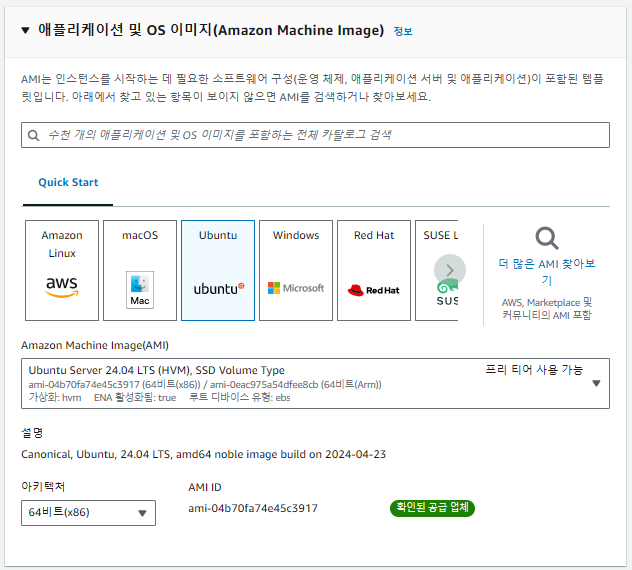 애플리케이션 및 OS 이미지(Amazon Machine Image) 정보
AMI는 인스턴스를 시작하는 데 필요한 소프트웨어 구성(운영 체제, 애플리케이션 서버 및 애플리케이션)이 포함된 템플
릿입니다. 아래에서 찾고 있는 항목이 보이지 않으면 AMI를 검색하거나 찾아보세요.
수천 개의 애플리케이션 및 OS 이미지를 포함하는 전체 카탈로그 검색
Quick Start
Amazon
Linux
aws
macOS
Mac
Ubuntu
ubuntu
Windows
Microsoft
Red Hat
Red Hat
SUSE L
SUS
더 많은 AMI 찾아보
기
AWS, Marketplace 및
커뮤니티의 AMI 포함
Amazon Machine Image(AMI)
Ubuntu Server 24.04 LTS (HVM), SSD Volume Type 프리 티어 사용 가능
ami-04b70fa74e45c3917 (64비트(x86)) / ami-0eac975a54dfee8cb (64비트(Arm))
가상화: hvm ENA 활성화됨: true 루트 디바이스 유형: ebs
설명
Canonical, Ubuntu, 24.04 LTS, amd64 noble image build on 2024-04-23
아키텍처
64비트(x86)
AMI ID
ami-04b70fa74e45c3917
확인된 공급 업체